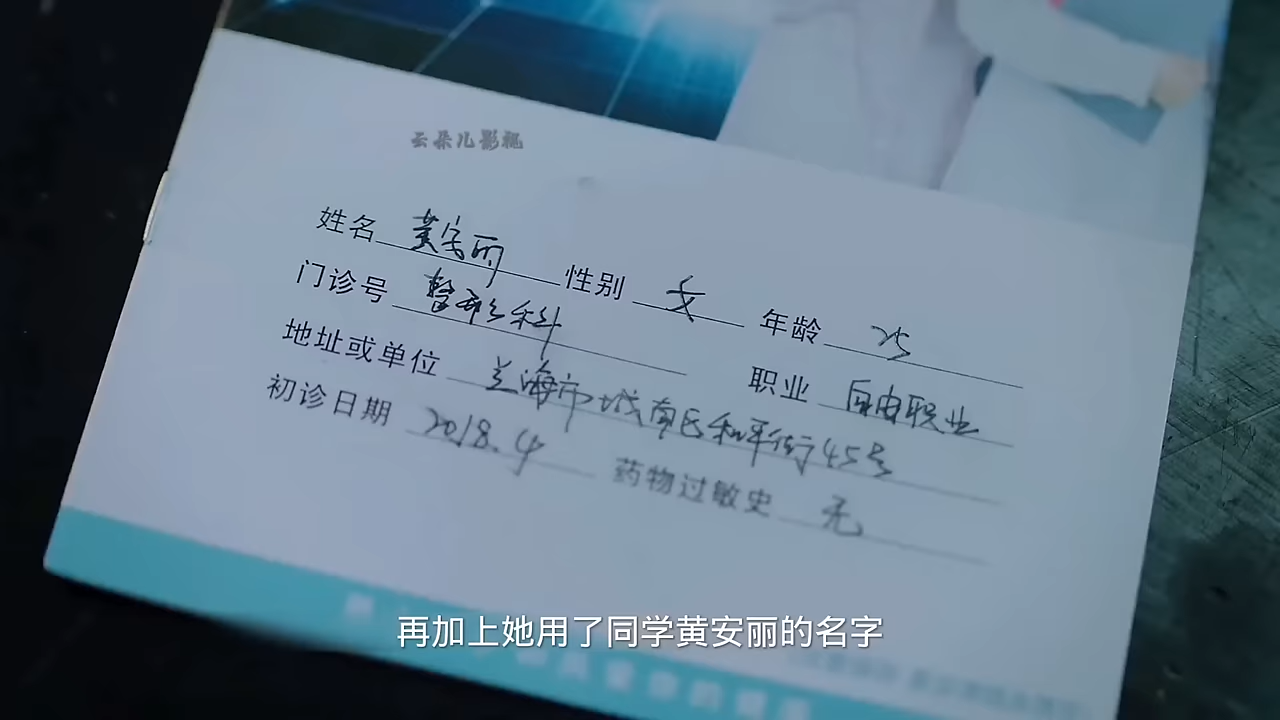 云朵儿影视
姓名 黄安丽 性别 女 年龄 25
门诊号 整形科 职业 自由职业
地址或单位 兰海市城南区和平街45号
初诊日期 2018.4 药物过敏史 无
再加上她用了同学黄安丽的名字